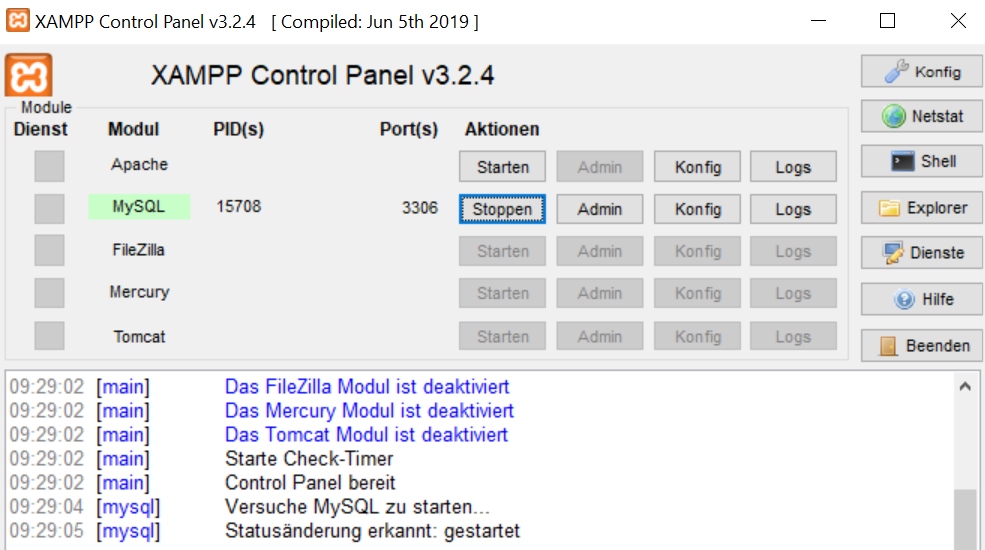 XAMPP Control Panel v3.2.4 [ Compiled: Jun 5th 2019 ]
XAMPP Control Panel v3.2.4
Konfig
Module
Dienst Modul PID(s) Port(s) Aktionen
Netstat
Apache Starten Admin Konfig Logs
Shell
MySQL 15708 3306 Stoppen Admin Konfig Logs
Explorer
FileZilla Starten Admin Konfig Logs
Dienste
Mercury Starten Admin Konfig Logs
Hilfe
Tomcat Starten Admin Konfig Logs
Beenden
09:29:02 [main] Das FileZilla Modul ist deaktiviert
09:29:02 [main] Das Mercury Modul ist deaktiviert
09:29:02 [main] Das Tomcat Modul ist deaktiviert
09:29:02 [main] Starte Check-Timer
09:29:02 [main] Control Panel bereit
09:29:04 [mysql] Versuche MySQL zu starten...
09:29:05 [mysql] Statusänderung erkannt: gestartet